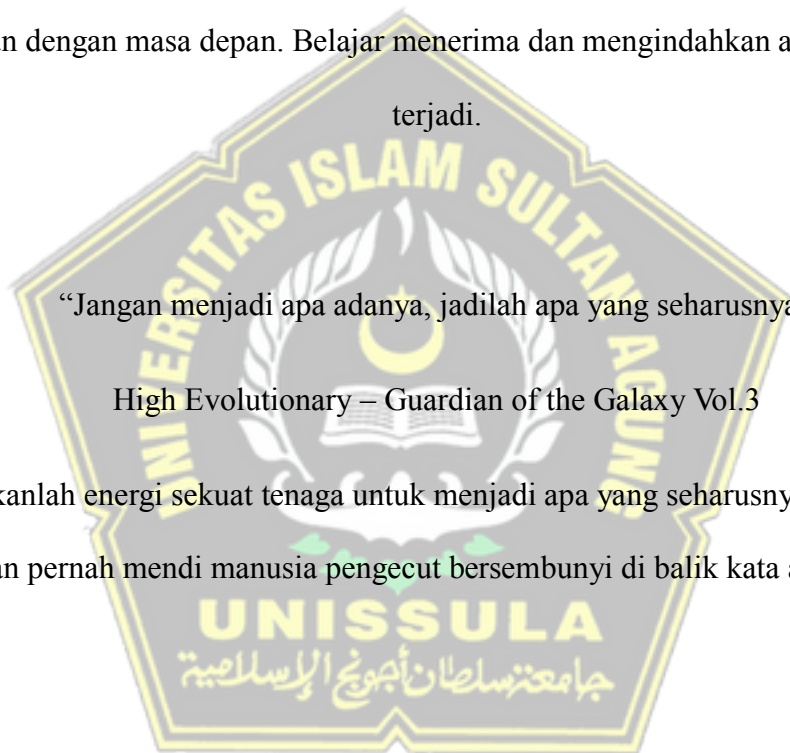 n dengan masa depan. Belajar menerima dan mengindahkan a
terjadi.
UNIVERSITAS ISLAM SULTAN AGUNG
“Jangan menjadi apa adanya, jadilah apa yang seharusnya
High Evolutionary – Guardian of the Galaxy Vol.3
kanlah energi sekuat tenaga untuk menjadi apa yang seharusny
an pernah mendi manusia pengecut bersembunyi di balik kata a
UNISSULA
جامعة سلطان أجونج الإسلامية